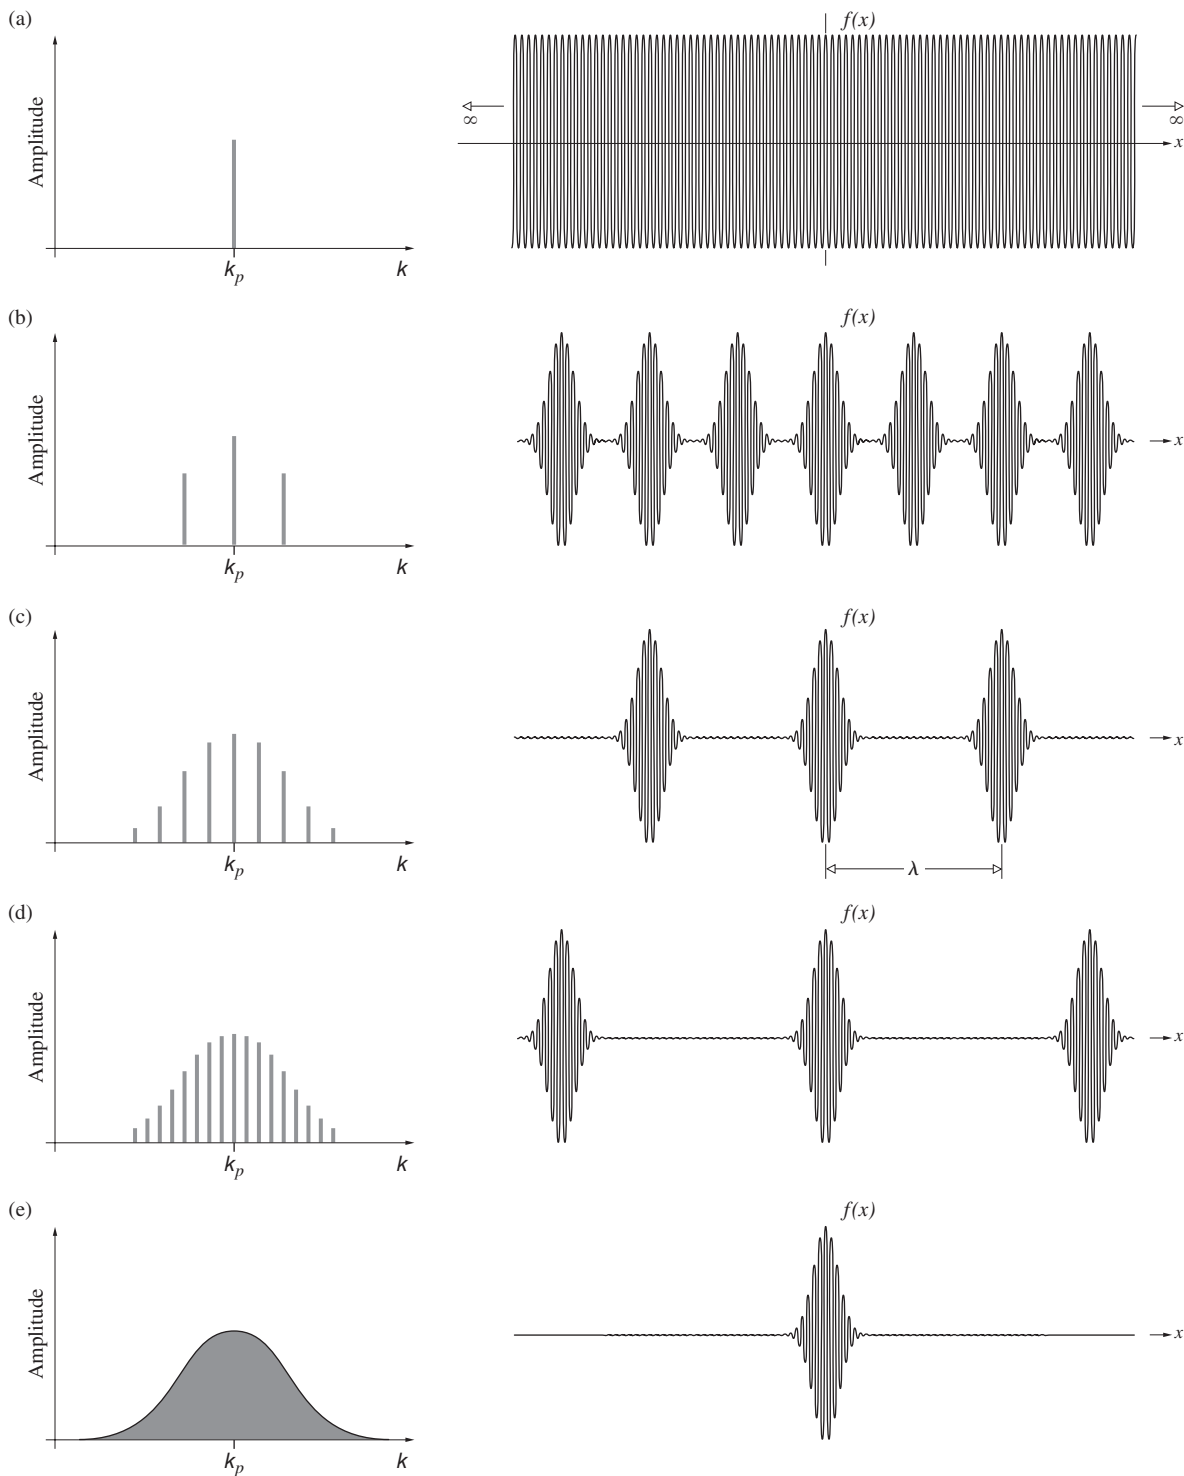 (a)
Amplitude
k_p
k
f(x)
∞
∞
x
(b)
Amplitude
k_p
k
f(x)
x
(c)
Amplitude
k_p
k
f(x)
x
λ
(d)
Amplitude
k_p
k
f(x)
x
(e)
Amplitude
k_p
k
f(x)
x